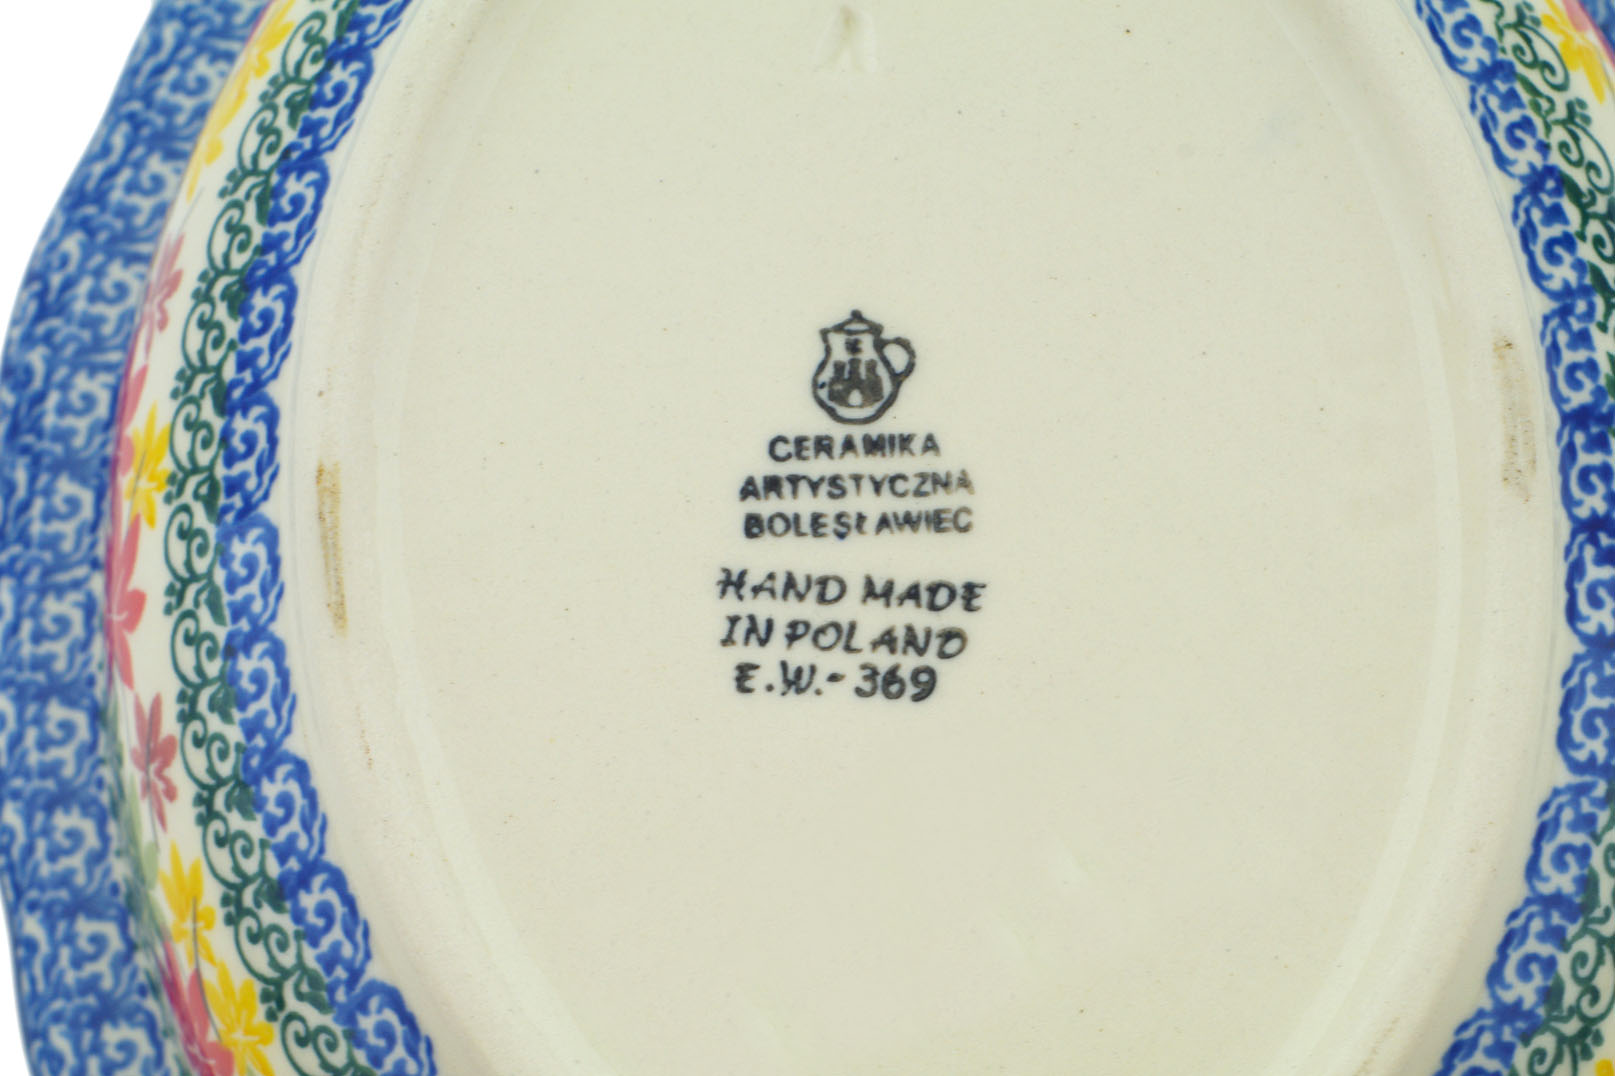 CERAMIKA
ARTYSTYCZNA
BOLESŁAWIEC
HAND MADE
IN POLAND
E.W.-369